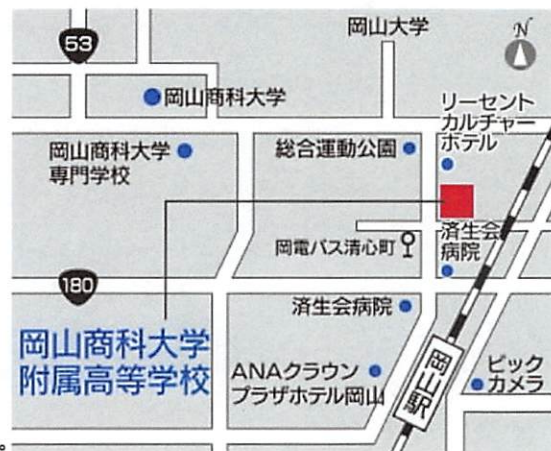 53
岡山大学
N
岡山商科大学
リーセント
カルチャー
ホテル
岡山商科大学
専門学校
総合運動公園
済生会
病院
岡電バス清心町
180
済生会病院
岡山商科大学
附属高等学校
ANAクラウン
プラザホテル岡山
岡山駅
ビック
カメラ